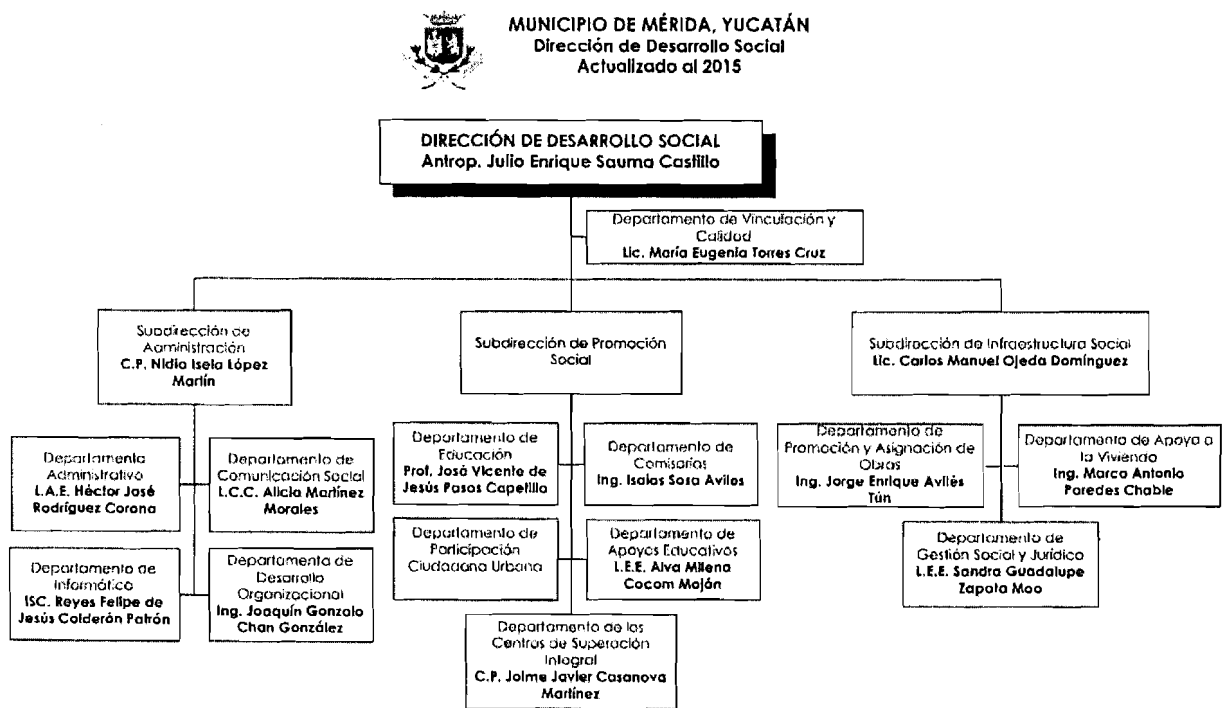 MUNICIPIO DE MÉRIDA, YUCATÁN
Dirección de Desarrollo Social
Actualizado al 2015
DIRECCIÓN DE DESARROLLO SOCIAL
Antrop. Julio Enrique Sauma Castillo
Departamento de Vinculación y
Calidad
Lic. María Eugenia Torres Cruz
Subdirección de
Administración
C.P. Nidia Isela López
Martín
Subdirección de Promoción
Social
Subdirección de Infraestructura Social
Lic. Carlos Manuel Ojeda Domínguez
Departamento
Administrativo
L.A.E. Héctor José
Rodríguez Corona
Departamento de
Comunicación Social
L.C.C. Alicia Martínez
Morales
Departamento de
Informática
ISC. Reyes Felipe de
Jesús Calderón Patrón
Departamento de
Desarrollo
Organizacional
Ing. Joaquín Gonzalo
Chan González
Departamento de
Educación
Prof. José Vicente de
Jesús Pasos Capetillo
Departamento de
Comisarías
Ing. Isaías Sosa Avilos
Departamento de
Participación
Ciudadana Urbana
Departamento de
Apoyos Educativos
L.E.E. Alva Milena
Cocom Moján
Departamento de los
Centros de Superación
Integral
C.P. Jaime Javier Casanova
Martínez
Departamento de
Promoción y Asignación de
Obras
Ing. Jorge Enrique Avilés
Tún
Departamento de Apoyo a
la Vivienda
Ing. Marco Antonio
Paredes Chable
Departamento de
Gestión Social y Jurídico
L.E.E. Sandra Guadalupe
Zapata Moo